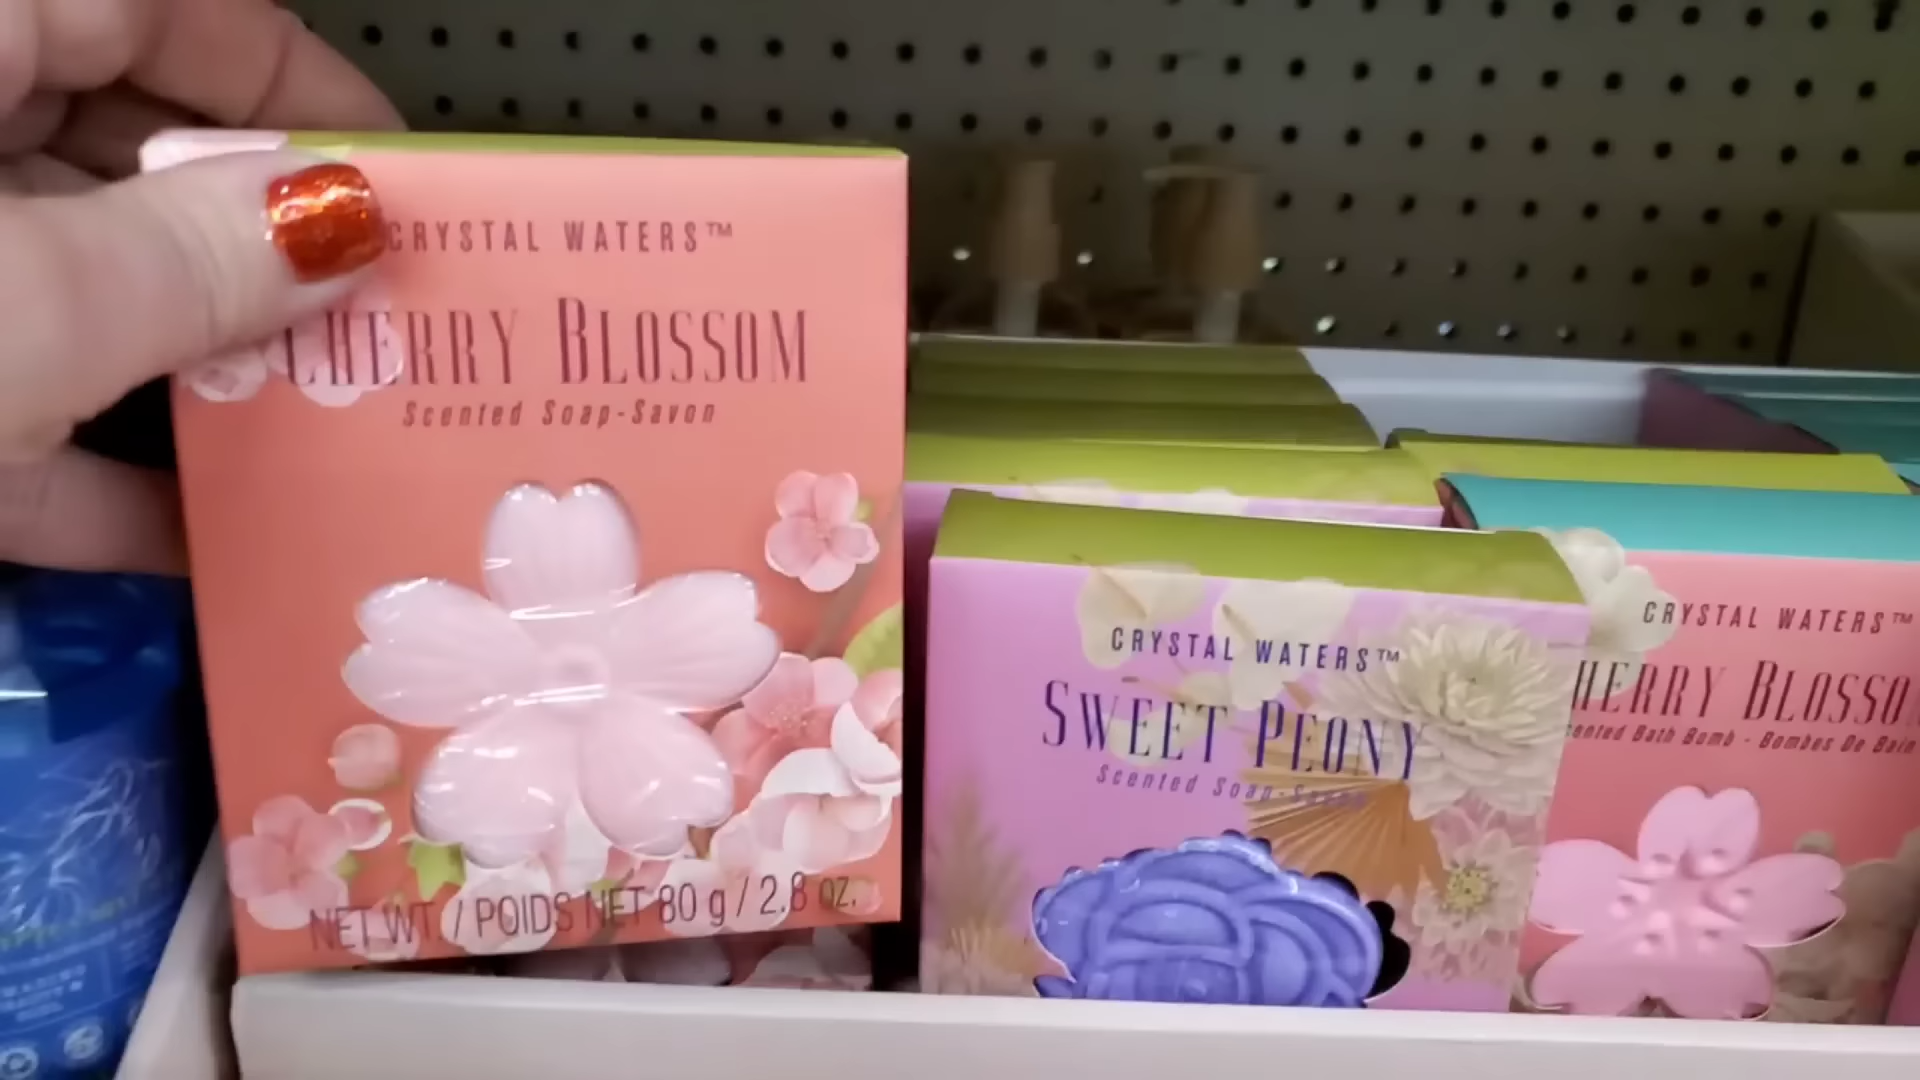 CRYSTAL WATERS™
CHERRY BLOSSOM
Scented Soap-Savon
NET WT. / POIDS NET 80 g / 2.8 oz.
CRYSTAL WATERS™
SWEET PEONY
Scented Soap-Savon
CRYSTAL WATERS™
HERRY BLOSSO
cented Bath Bomb - Bombes De Bain